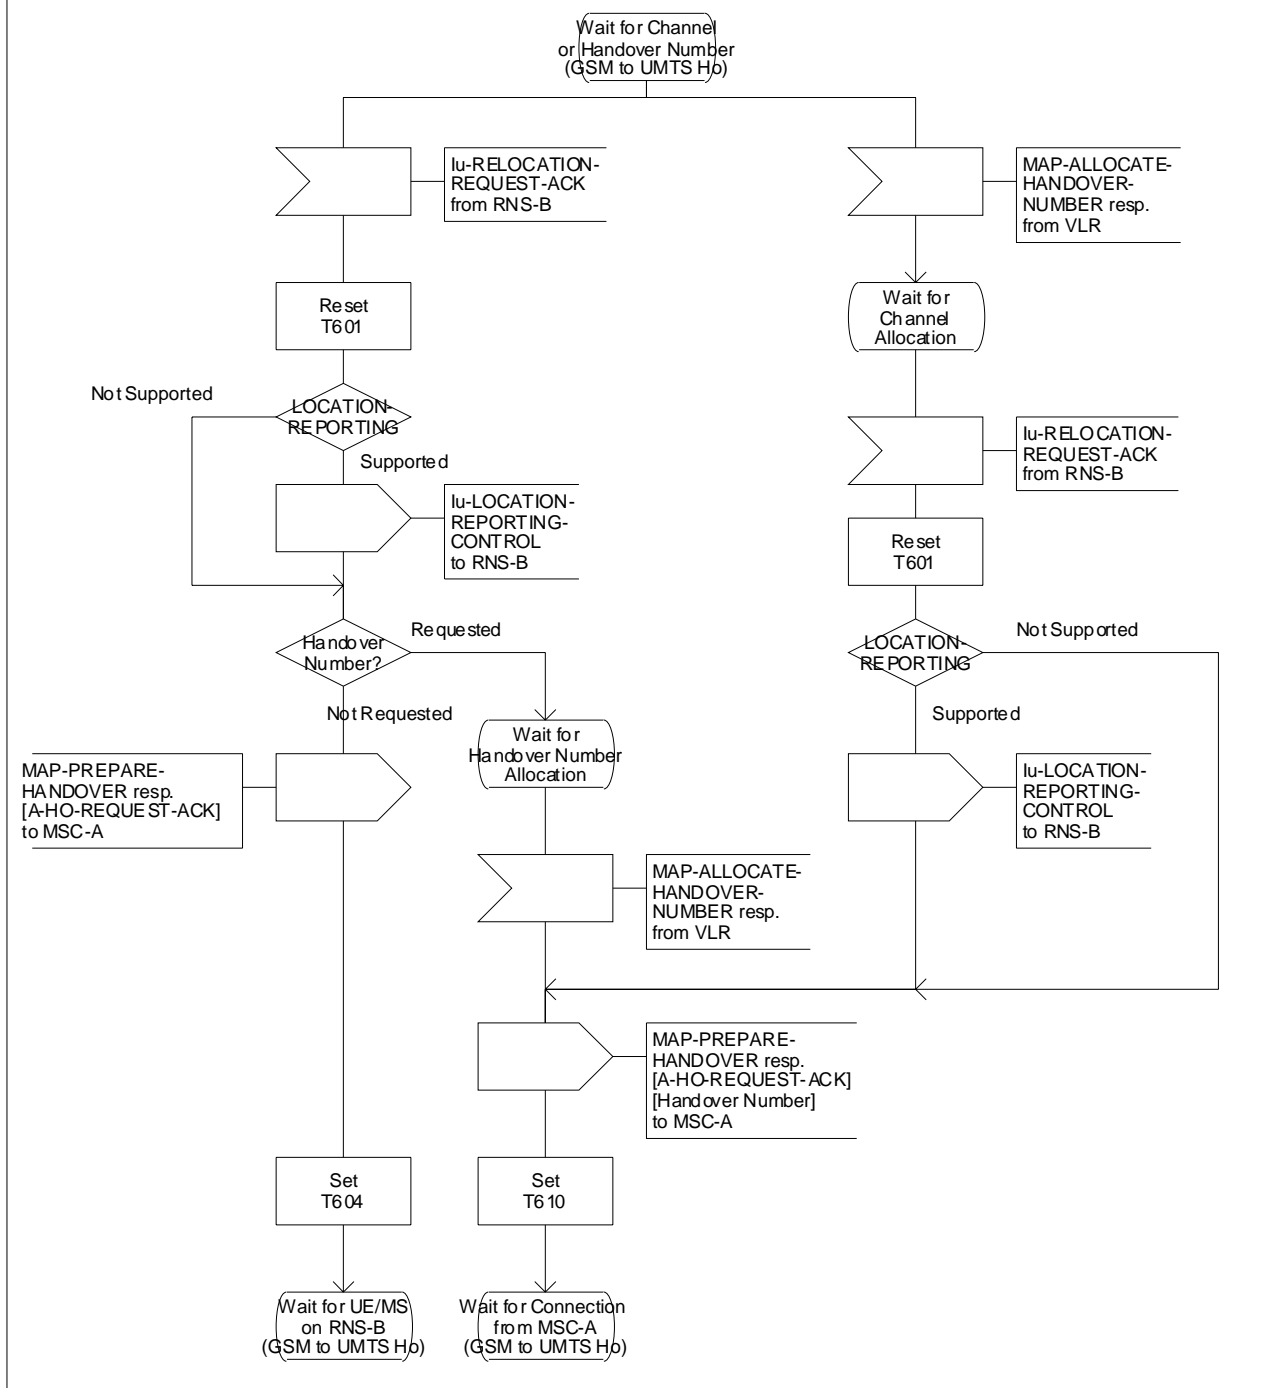 Wait for Channel
or Handover Number
(GSM to UMTS Ho)
Iu-RELOCATION-
REQUEST-ACK
from RNS-B
MAP-ALLOCATE-
HANDOVER-
NUMBER resp.
from VLR
Reset
T601
Wait for
Channel
Allocation
Not Supported
LOCATION-
REPORTING
Supported
Iu-RELOCATION-
REQUEST-ACK
from RNS-B
Iu-LOCATION-
REPORTING-
CONTROL
to RNS-B
Reset
T601
Handover
Number?
Requested
LOCATION-
REPORTING
Not Supported
Not Requested
Supported
Wait for
Handover Number
Allocation
MAP-PREPARE-
HANDOVER resp.
[A-HO-REQUEST-ACK]
to MSC-A
Iu-LOCATION-
REPORTING-
CONTROL
to RNS-B
MAP-ALLOCATE-
HANDOVER-
NUMBER resp.
from VLR
MAP-PREPARE-
HANDOVER resp.
[A-HO-REQUEST-ACK]
[Handover Number]
to MSC-A
Set
T604
Set
T610
Wait for UE/MS
on RNS-B
(GSM to UMTS Ho)
Wait for Connection
from MSC-A
(GSM to UMTS Ho)